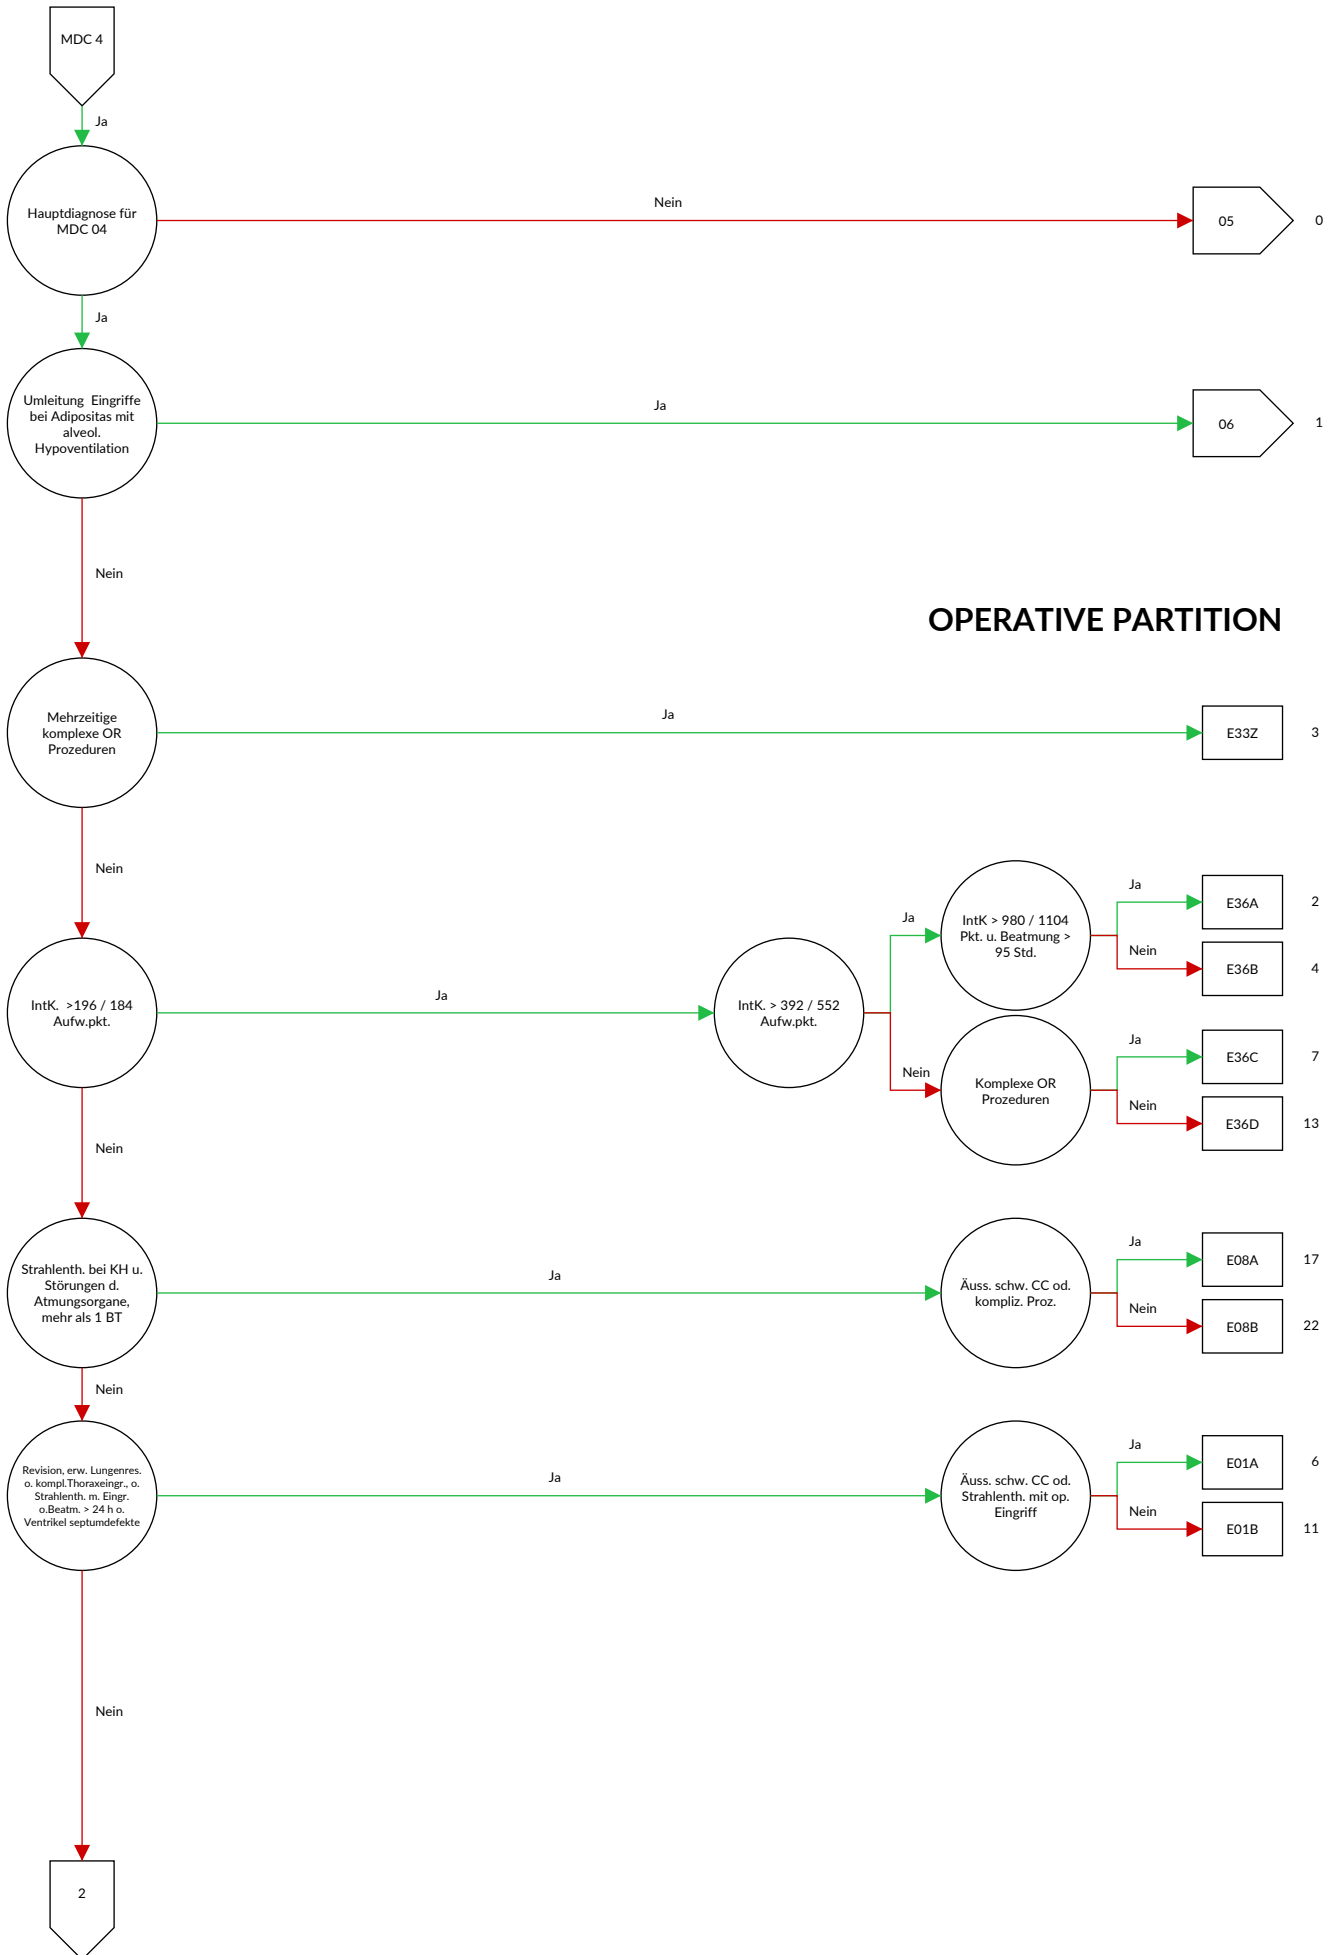 MDC 4
Ja
Hauptdiagnose für
MDC 04
Nein
05
0
Ja
Umleitung Eingriffe
bei Adipositas mit
alveol.
Hypoventilation
Ja
06
1
Nein
OPERATIVE PARTITION
Mehrzeitige
komplexe OR
Prozeduren
Ja
E33Z
3
Nein
IntK. >196 / 184
Aufw.pkt.
Ja
IntK. > 392 / 552
Aufw.pkt.
Ja
IntK > 980 / 1104
Pkt. u. Beatmung >
95 Std.
Ja
E36A
2
Nein
E36B
4
Nein
Komplexe OR
Prozeduren
Ja
E36C
7
Nein
E36D
13
Nein
Strahlenth. bei KH u.
Störungen d.
Atmungsorgane,
mehr als 1 BT
Ja
Äuss. schw. CC od.
kompliz. Proz.
Ja
E08A
17
Nein
E08B
22
Nein
Revision, erw. Lungenres.
o. kompl.Thoraxeingr., o.
Strahlenth. m. Eingr.
o.Beatm. > 24 h o.
Ventrikel septumdefekte
Ja
Äuss. schw. CC od.
Strahlenth. mit op.
Eingriff
Ja
E01A
6
Nein
E01B
11
Nein
2